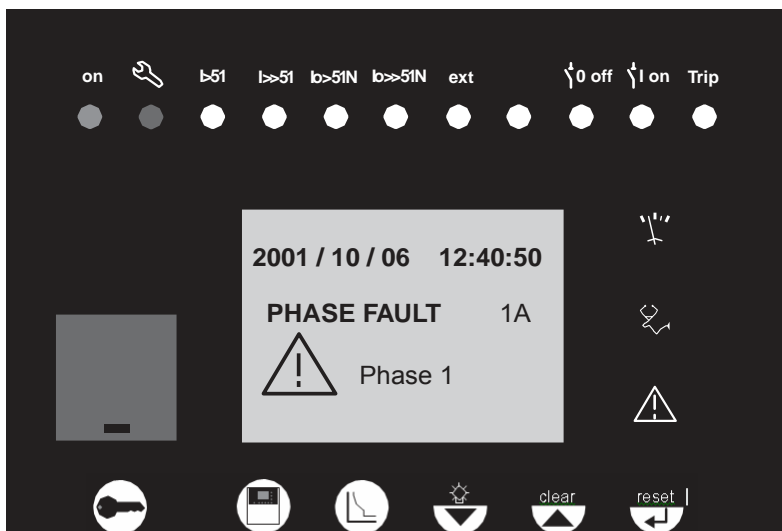 on I>51 I>>51 Io>51N Io>>51N ext 0 off I on Trip
2001 / 10 / 06 12:40:50
PHASE FAULT 1A
Phase 1
clear reset